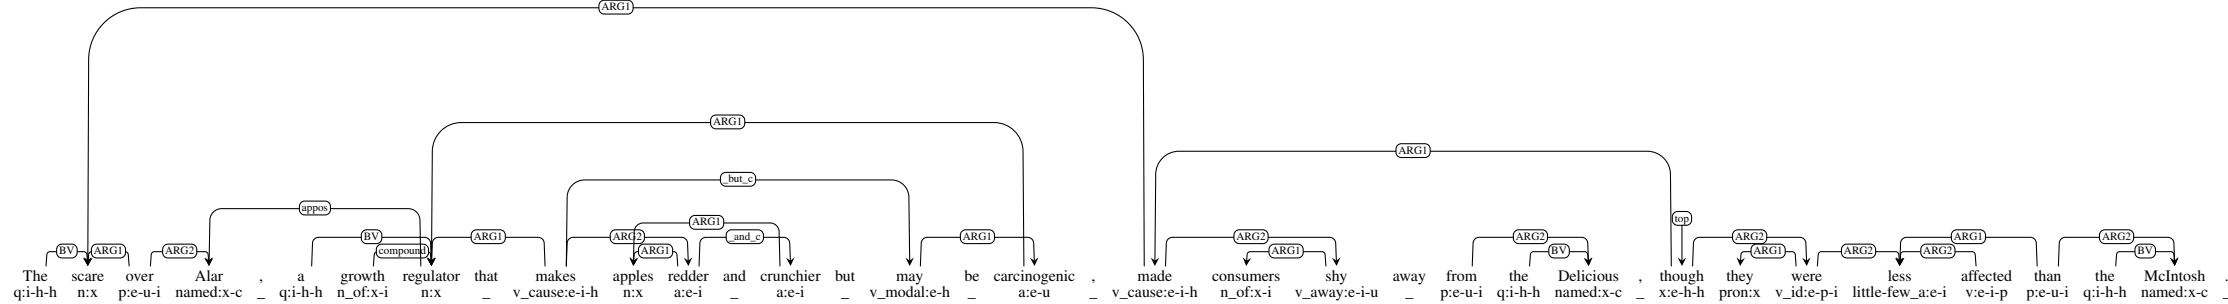 ARG1
ARG1
ARG1
_but_c
appos
ARG1
top
BV ARG1 ARG2 _and_c ARG1 ARG2 ARG2 ARG2 ARG1 ARG2
BV ARG1 ARG2 compound ARG1 ARG1 BV ARG1 ARG2 ARG2 BV
The scare over Alar , a growth regulator that makes apples redder and crunchier but may be carcinogenic , made consumers shy away from the Delicious , though they were less affected than the McIntosh .
q:i-h-h n:x p:e-u-i named:x-c _ q:i-h-h n_of:x-i n:x _ v_cause:e-i-h n:x a:e-i _ a:e-i _ v_modal:e-h _ a:e-u _ v_cause:e-i-h n_of:x-i v_away:e-i-u _ p:e-u-i q:i-h-h named:x-c _ x:e-h-h pron:x v_id:e-p-i little-few_a:e-i v:e-i-p p:e-u-i q:i-h-h named:x-c _